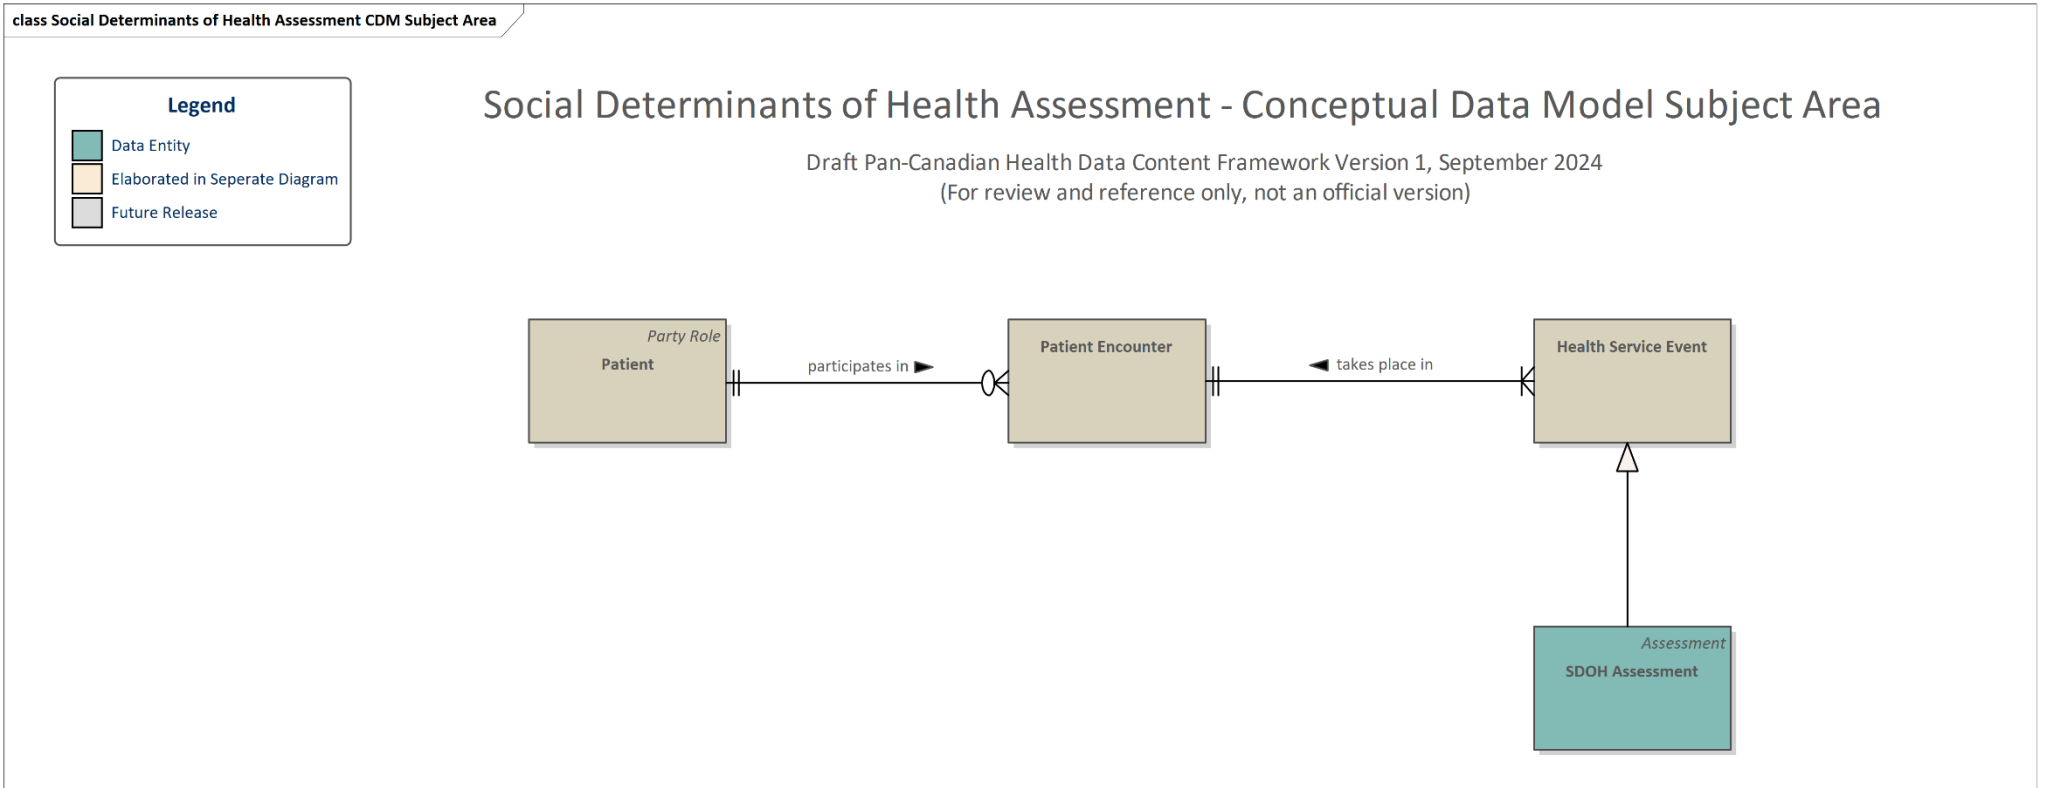 class Social Determinants of Health Assessment CDM Subject Area
Legend
Data Entity
Elaborated in Seperate Diagram
Future Release
Social Determinants of Health Assessment - Conceptual Data Model Subject Area
Draft Pan-Canadian Health Data Content Framework Version 1, September 2024
(For review and reference only, not an official version)
Party Role
Patient
participates in
Patient Encounter
takes place in
Health Service Event
Assessment
SDOH Assessment